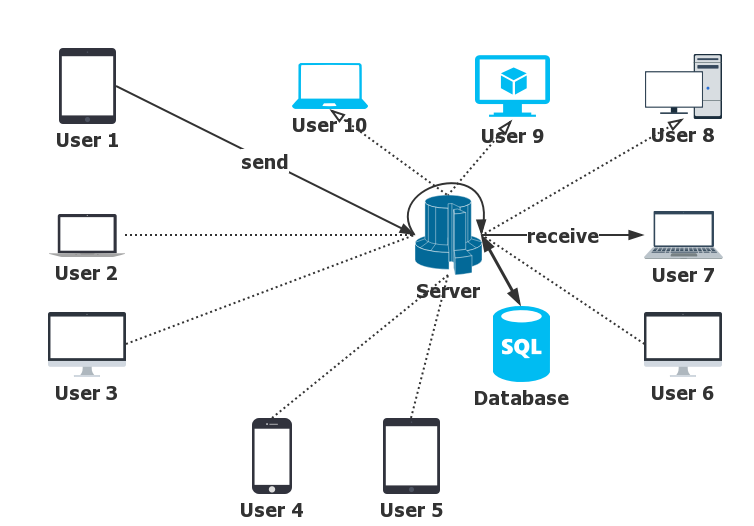 User 1
User 10
User 9
User 8
send
User 2
Server
receive
User 7
User 3
SQL
Database
User 6
User 4
User 5